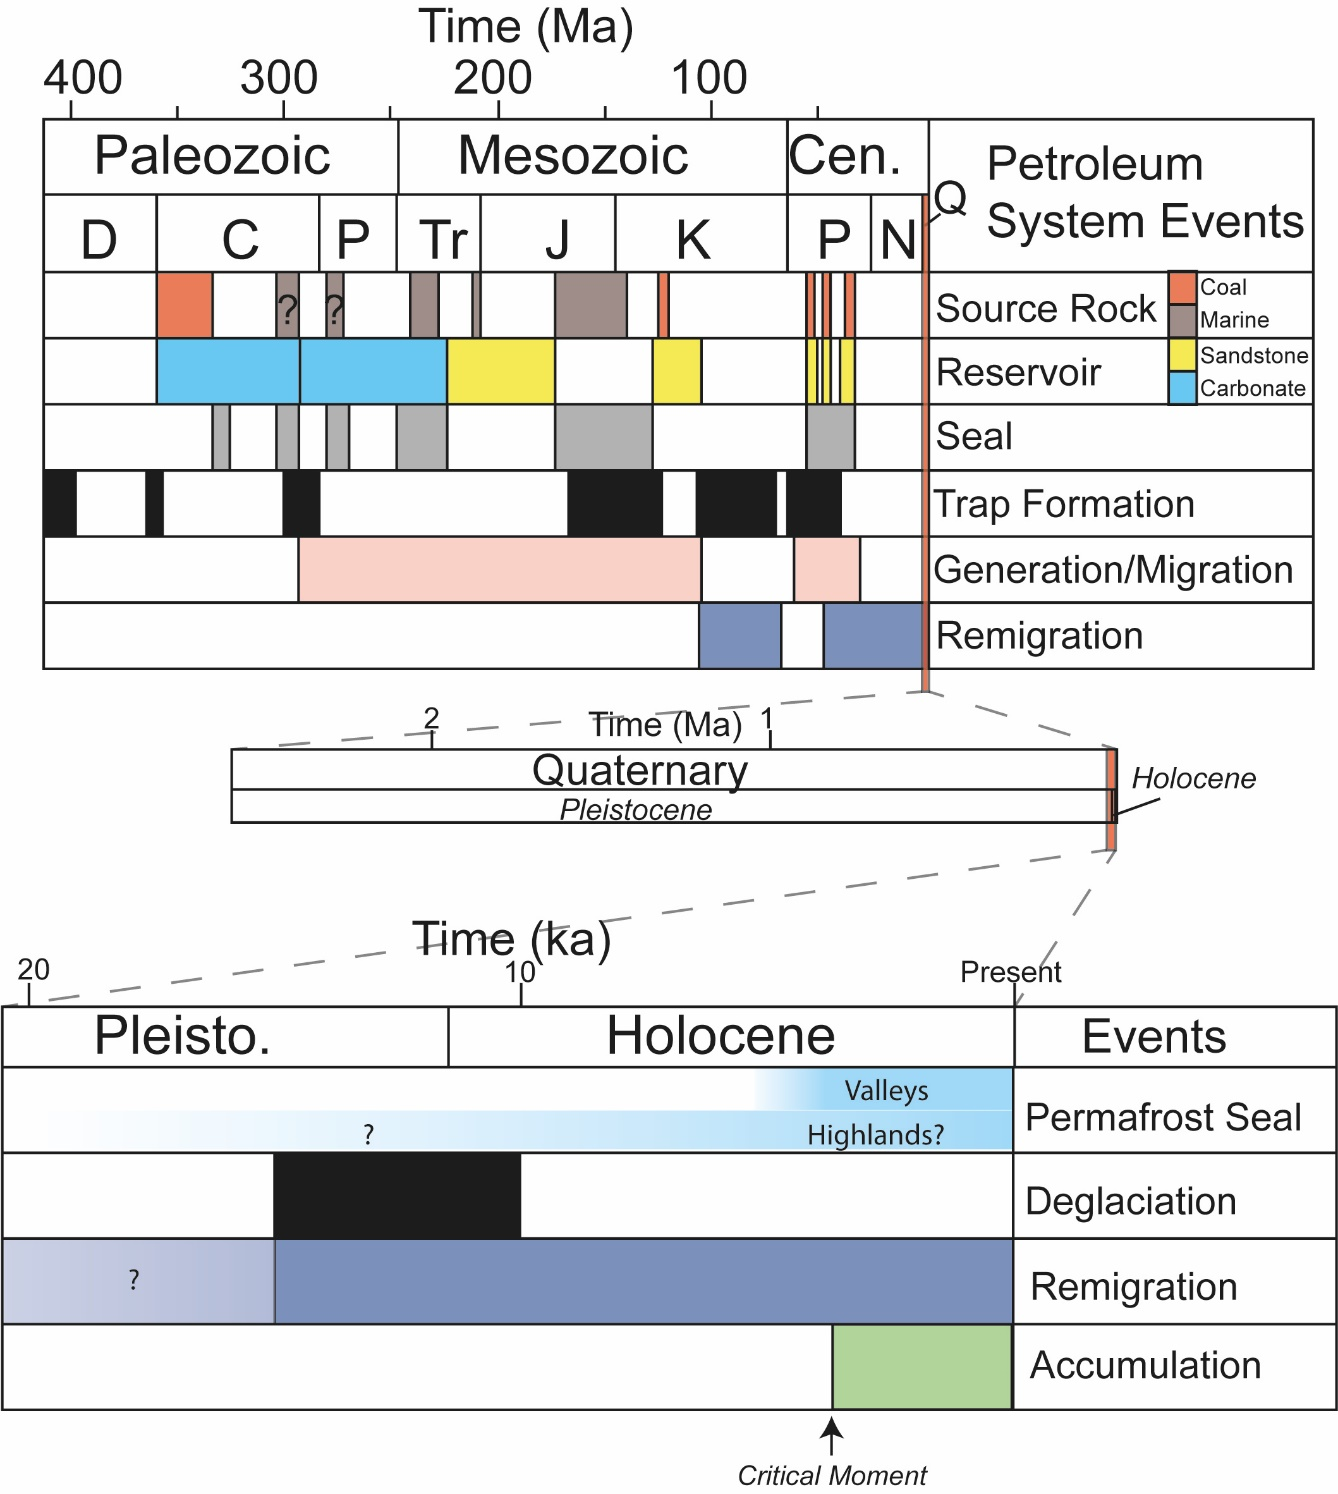 Time (Ma)
400 300 200 100
Paleozoic Mesozoic Cen. Petroleum
System Events
Q
D C P Tr J K P N
? ? Source Rock
Coal
Marine
Reservoir
Sandstone
Carbonate
Seal
Trap Formation
Generation/Migration
Remigration
2 Time (Ma) 1
Quaternary
Pleistocene
Holocene
Time (ka)
20 10 Present
Pleisto. Holocene Events
Valleys
? Highlands?
Permafrost Seal
Deglaciation
? Remigration
Accumulation
Critical Moment